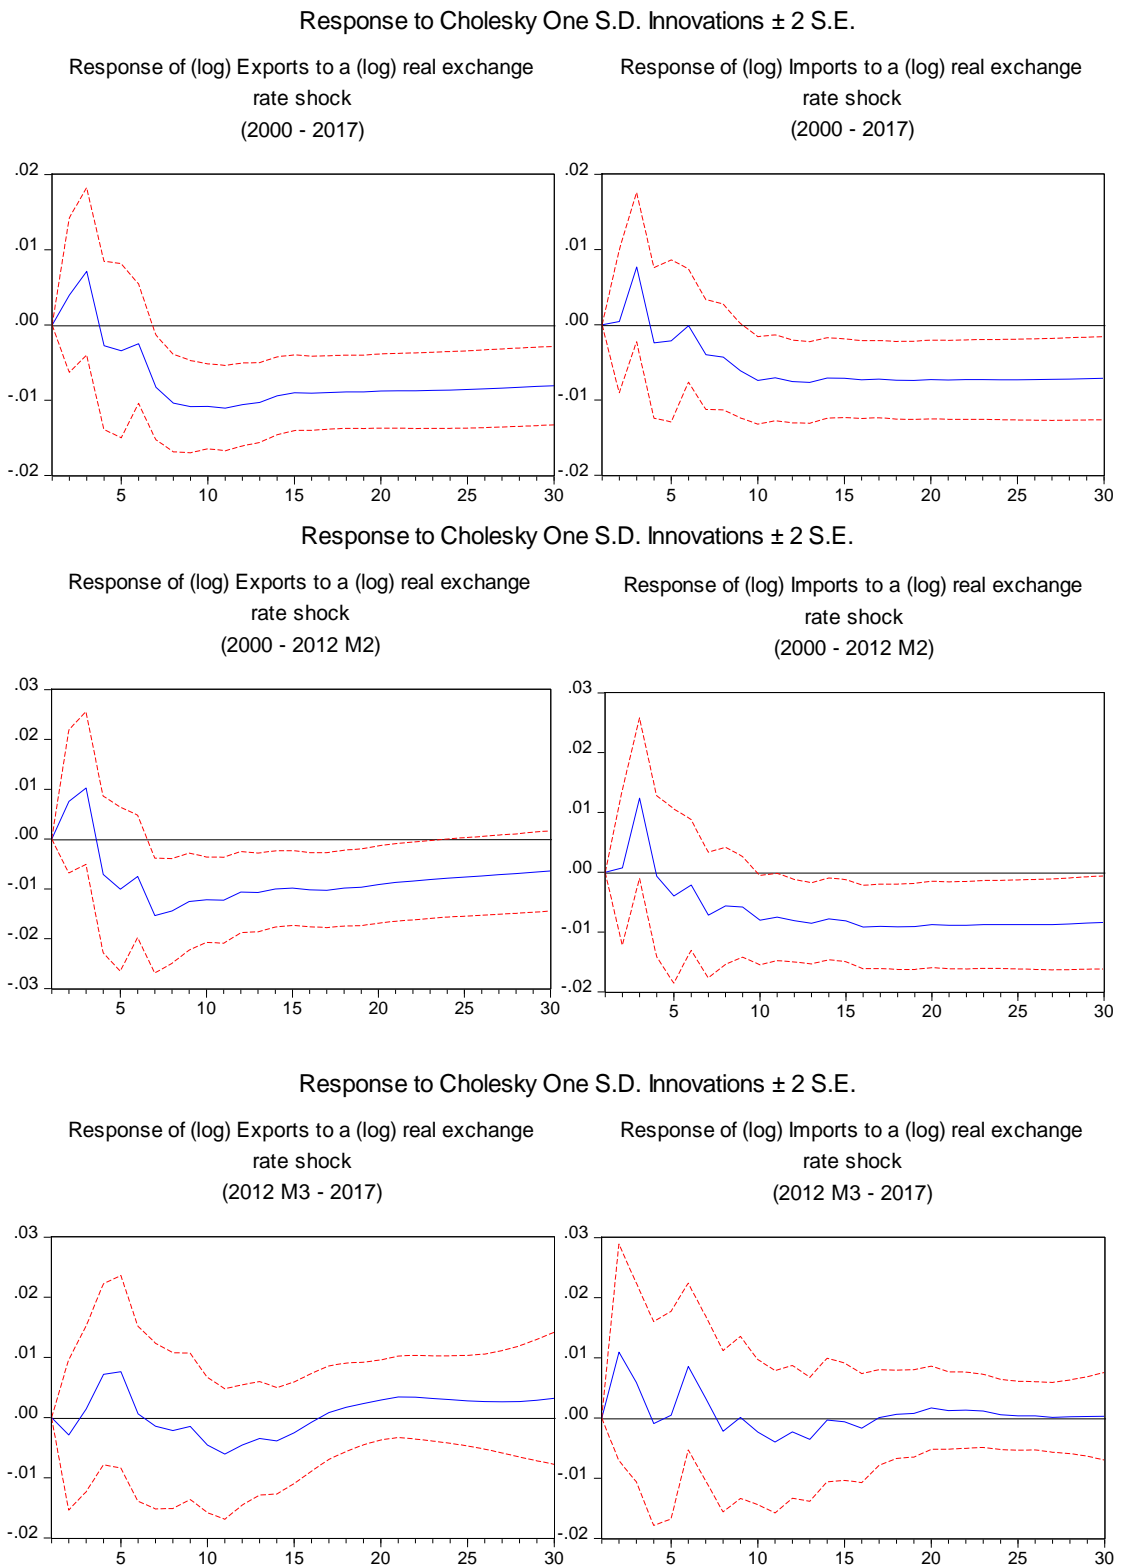 Response to Cholesky One S.D. Innovations ± 2 S.E.
Response of (log) Exports to a (log) real exchange
rate shock
(2000 - 2017)
.02
.01
.00
-.01
-.02
5 10 15 20 25 30
Response of (log) Imports to a (log) real exchange
rate shock
(2000 - 2017)
.02
.01
.00
-.01
-.02
5 10 15 20 25 30
Response to Cholesky One S.D. Innovations ± 2 S.E.
Response of (log) Exports to a (log) real exchange
rate shock
(2000 - 2012 M2)
.03
.02
.01
.00
-.01
-.02
-.03
5 10 15 20 25 30
Response of (log) Imports to a (log) real exchange
rate shock
(2000 - 2012 M2)
.03
.02
.01
.00
-.01
-.02
5 10 15 20 25 30
Response to Cholesky One S.D. Innovations ± 2 S.E.
Response of (log) Exports to a (log) real exchange
rate shock
(2012 M3 - 2017)
.03
.02
.01
.00
-.01
-.02
5 10 15 20 25 30
Response of (log) Imports to a (log) real exchange
rate shock
(2012 M3 - 2017)
.03
.02
.01
.00
-.01
-.02
5 10 15 20 25 30